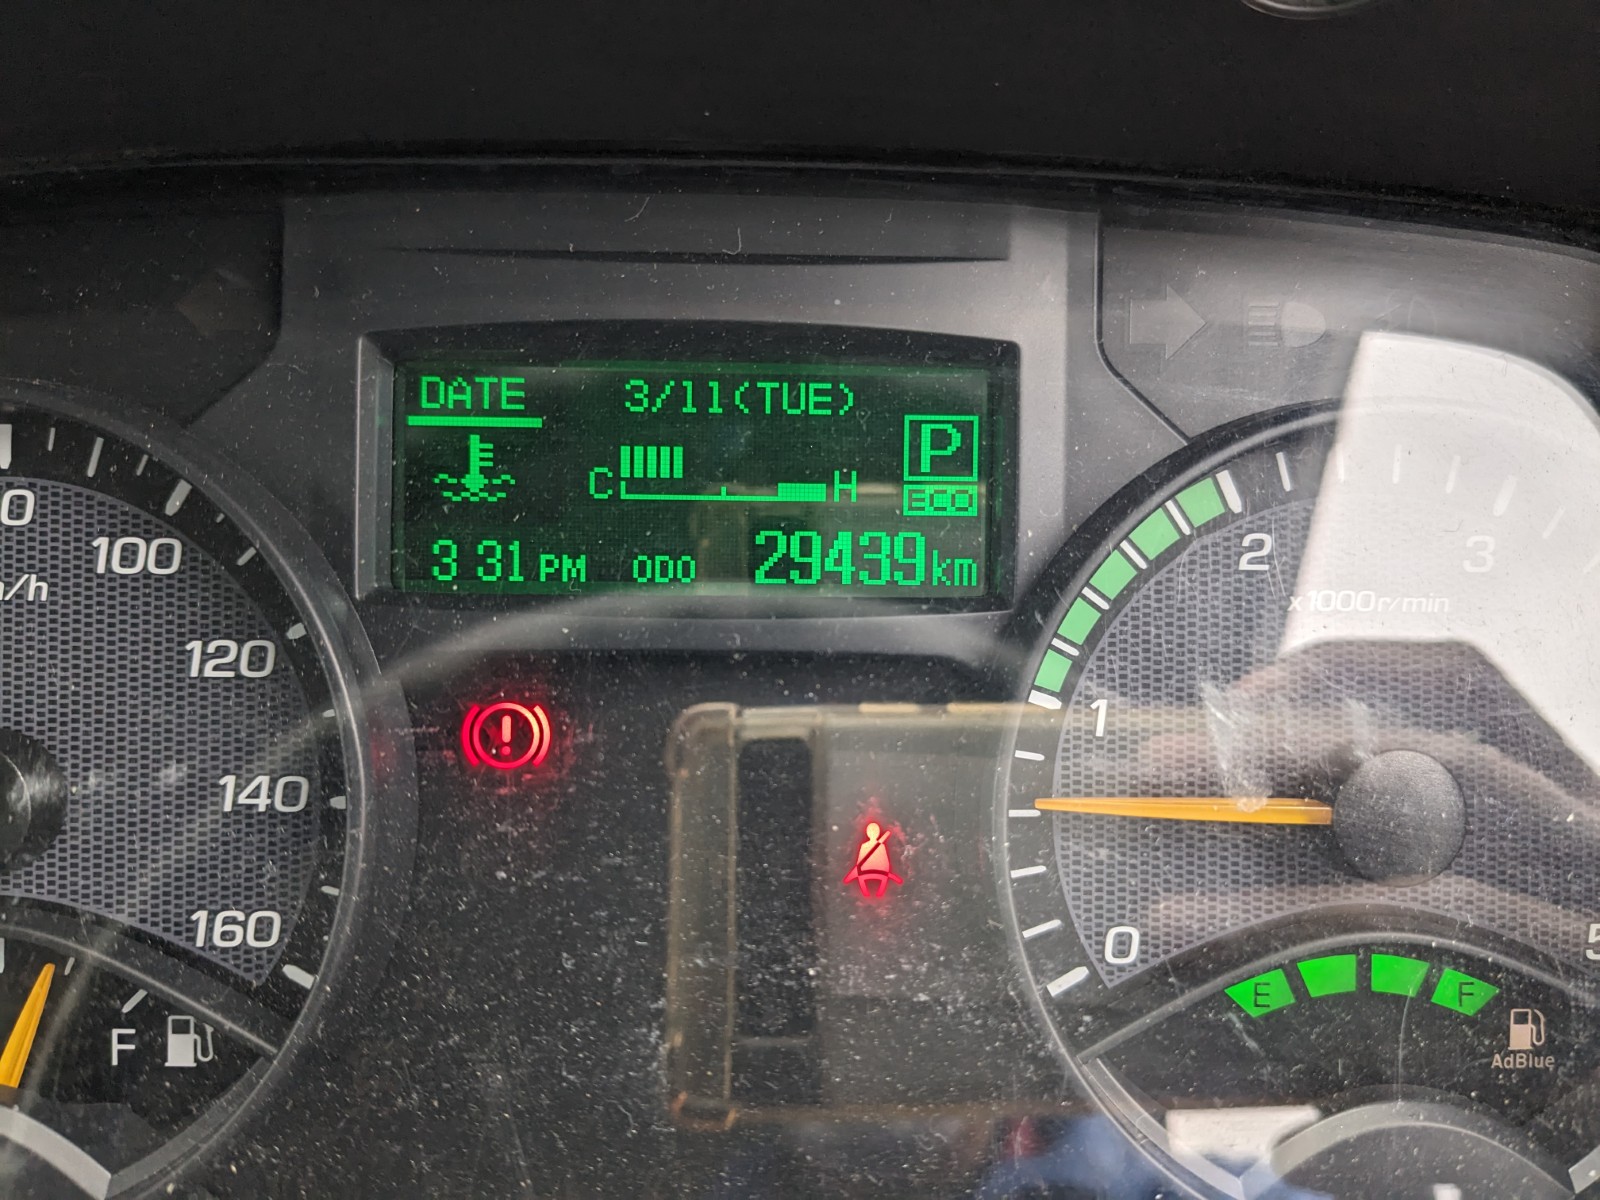 DATE 3/11(TUE)
P
C H
ECO
3 31 PM ODO 29439km
100
120
140
160
F
0
1
2
3
x1000r/min
E F
AdBlue